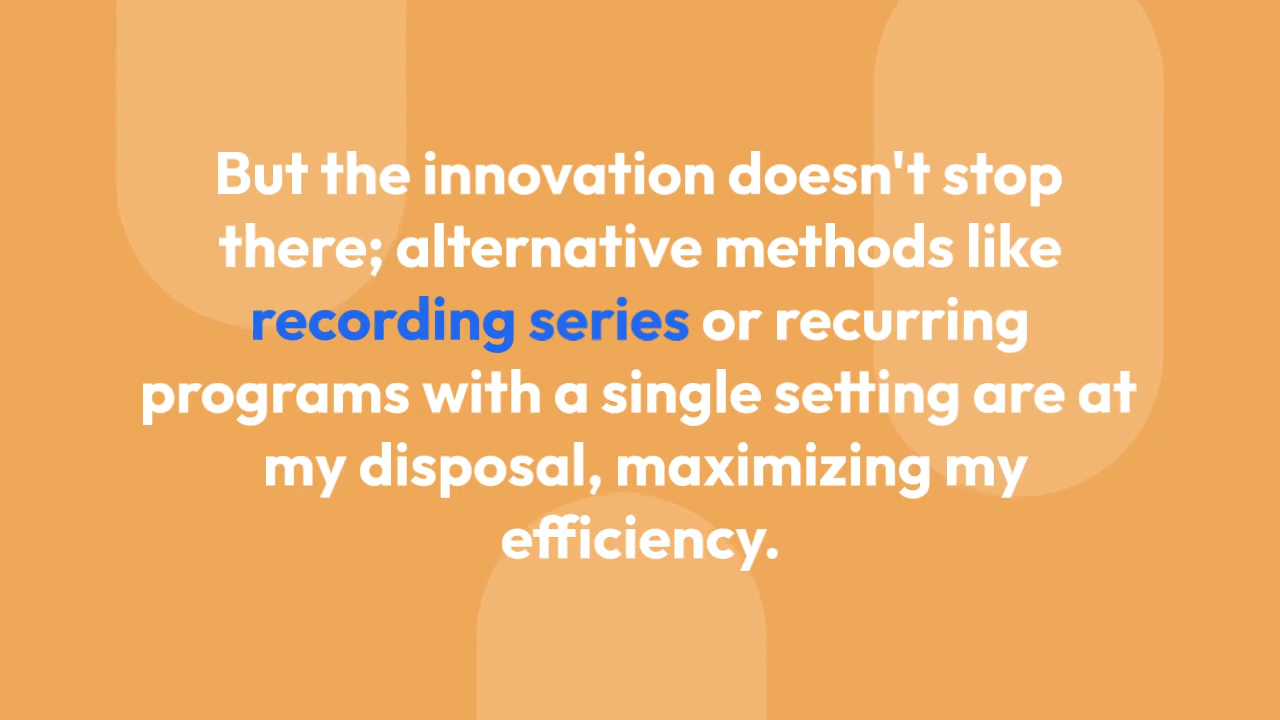 But the innovation doesn't stop
there; alternative methods like
recording series or recurring
programs with a single setting are at
my disposal, maximizing my
efficiency.